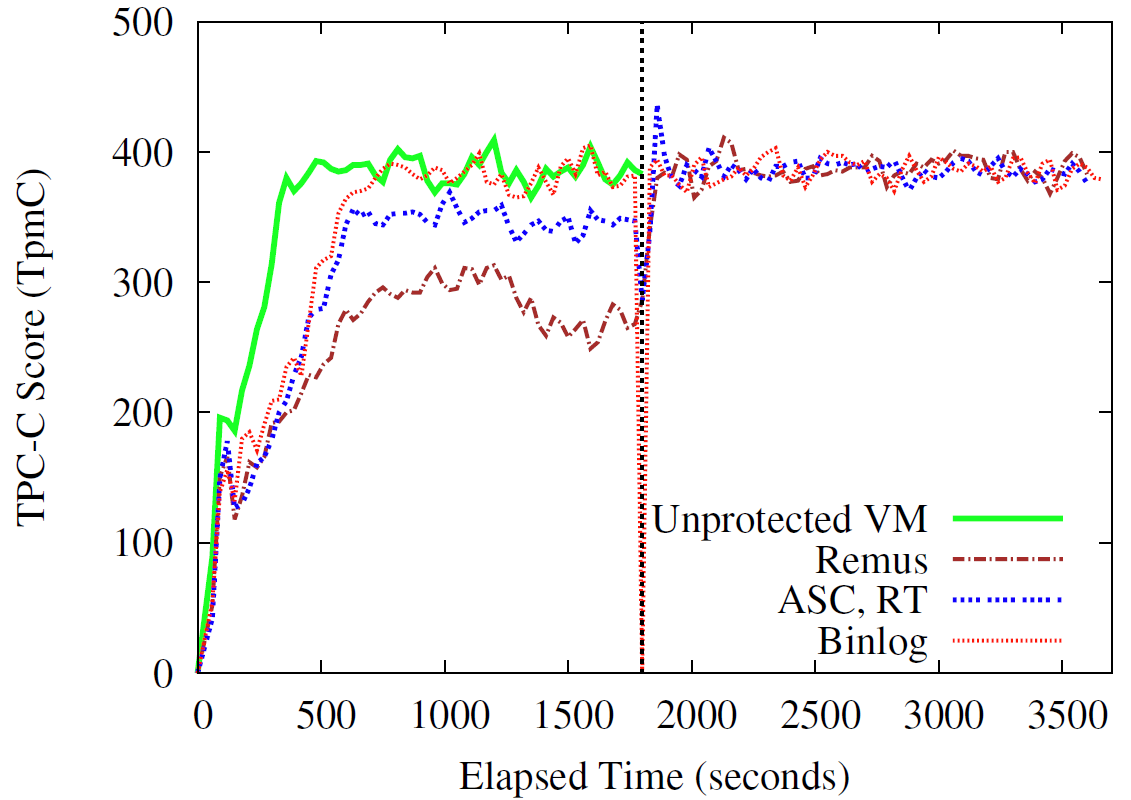 TPC-C Score (TpmC)
500
400
300
200
100
0
Unprotected VM
Remus
ASC, RT
Binlog
0 500 1000 1500 2000 2500 3000 3500
Elapsed Time (seconds)